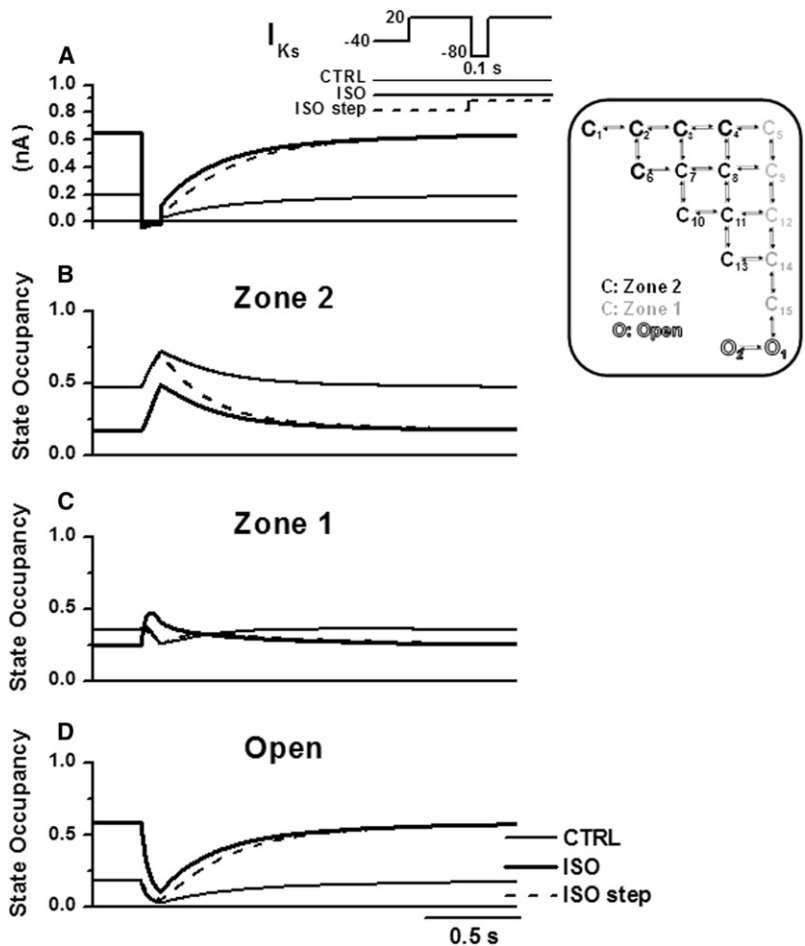 A
I Ks
20
-40
-80
0.1 s
CTRL
ISO
ISO step
(nA)
1.0
0.8
0.6
0.4
0.2
0.0
C1 C2 C3 C4 C5
C6 C7 C8 C9
C10 C11 C12
C13 C14
C: Zone 2
C: Zone 1
C15
O: Open
O2 O1
B
Zone 2
State Occupancy
1.0
0.5
0.0
C
Zone 1
State Occupancy
1.0
0.5
0.0
D
Open
State Occupancy
1.0
0.5
0.0
CTRL
ISO
ISO step
0.5 s